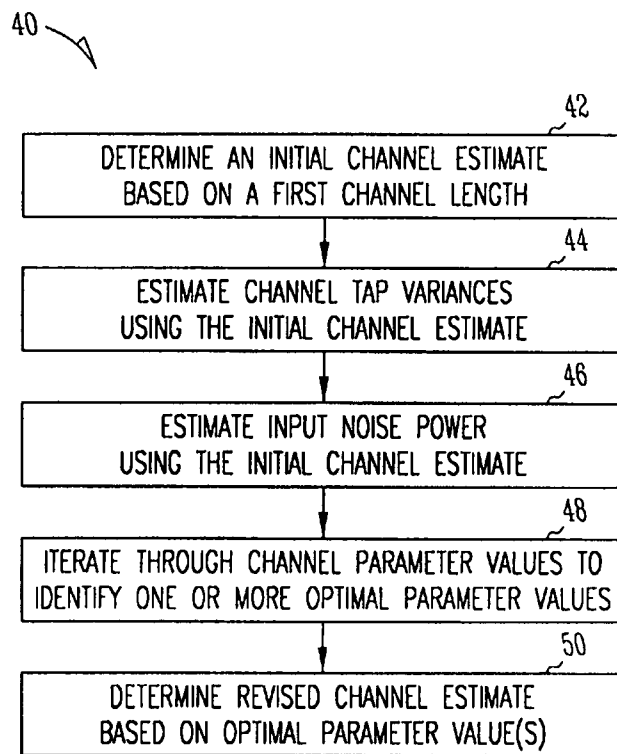 40
42
DETERMINE AN INITIAL CHANNEL ESTIMATE
BASED ON A FIRST CHANNEL LENGTH
44
ESTIMATE CHANNEL TAP VARIANCES
USING THE INITIAL CHANNEL ESTIMATE
46
ESTIMATE INPUT NOISE POWER
USING THE INITIAL CHANNEL ESTIMATE
48
ITERATE THROUGH CHANNEL PARAMETER VALUES TO
IDENTIFY ONE OR MORE OPTIMAL PARAMETER VALUES
50
DETERMINE REVISED CHANNEL ESTIMATE
BASED ON OPTIMAL PARAMETER VALUE(S)